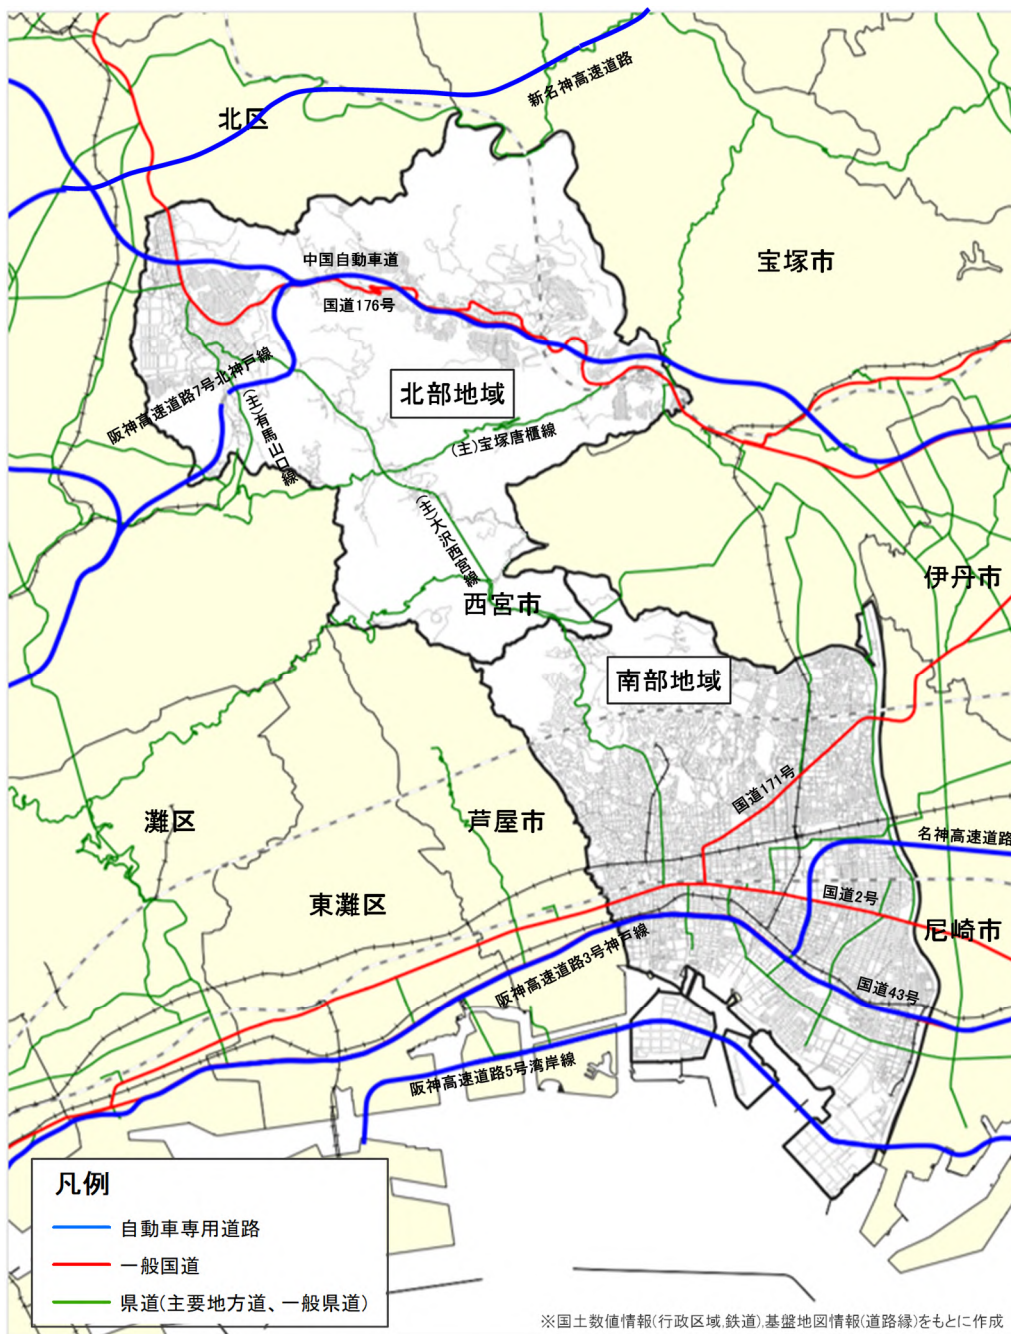 新名神高速道路
北区
中国自動車道
宝塚市
国道176号
阪神高速道路7号北神戸線
北部地域
(主)有馬山口線
(主)宝塚唐櫃線
(主)大沢西宮線
伊丹市
西宮市
南部地域
国道171号
灘区
芦屋市
名神高速道路
東灘区
国道2号
尼崎市
阪神高速道路3号神戸線
国道43号
阪神高速道路5号湾岸線
凡例
自動車専用道路
一般国道
県道(主要地方道、一般県道)
※国土数値情報(行政区域,鉄道),基盤地図情報(道路縁)をもとに作成